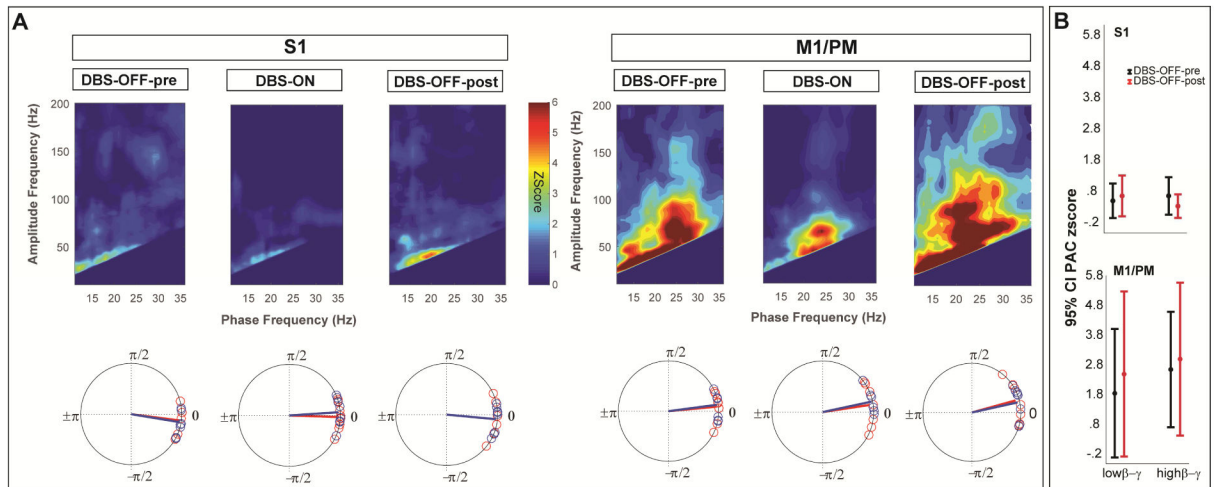 A
S1
DBS-OFF-pre
DBS-ON
DBS-OFF-post
Amplitude Frequency (Hz)
200
150
100
50
15 20 25 30 35
15 20 25 30 35
15 20 25 30 35
Phase Frequency (Hz)
ZScore
6
5
4
3
2
1
0
M1/PM
DBS-OFF-pre
DBS-ON
DBS-OFF-post
Amplitude Frequency (Hz)
200
150
100
50
15 20 25 30 35
15 20 25 30 35
15 20 25 30 35
Phase Frequency (Hz)
π/2
±π
0
−π/2
π/2
±π
0
−π/2
π/2
±π
0
−π/2
π/2
±π
0
−π/2
π/2
±π
0
−π/2
π/2
±π
0
−π/2
B
95% CI PAC zscore
S1
DBS-OFF-pre
DBS-OFF-post
5.8
4.8
3.8
2.8
1.8
.8
-.2
M1/PM
5.8
4.8
3.8
2.8
1.8
.8
-.2
lowβ−γ
highβ−γ